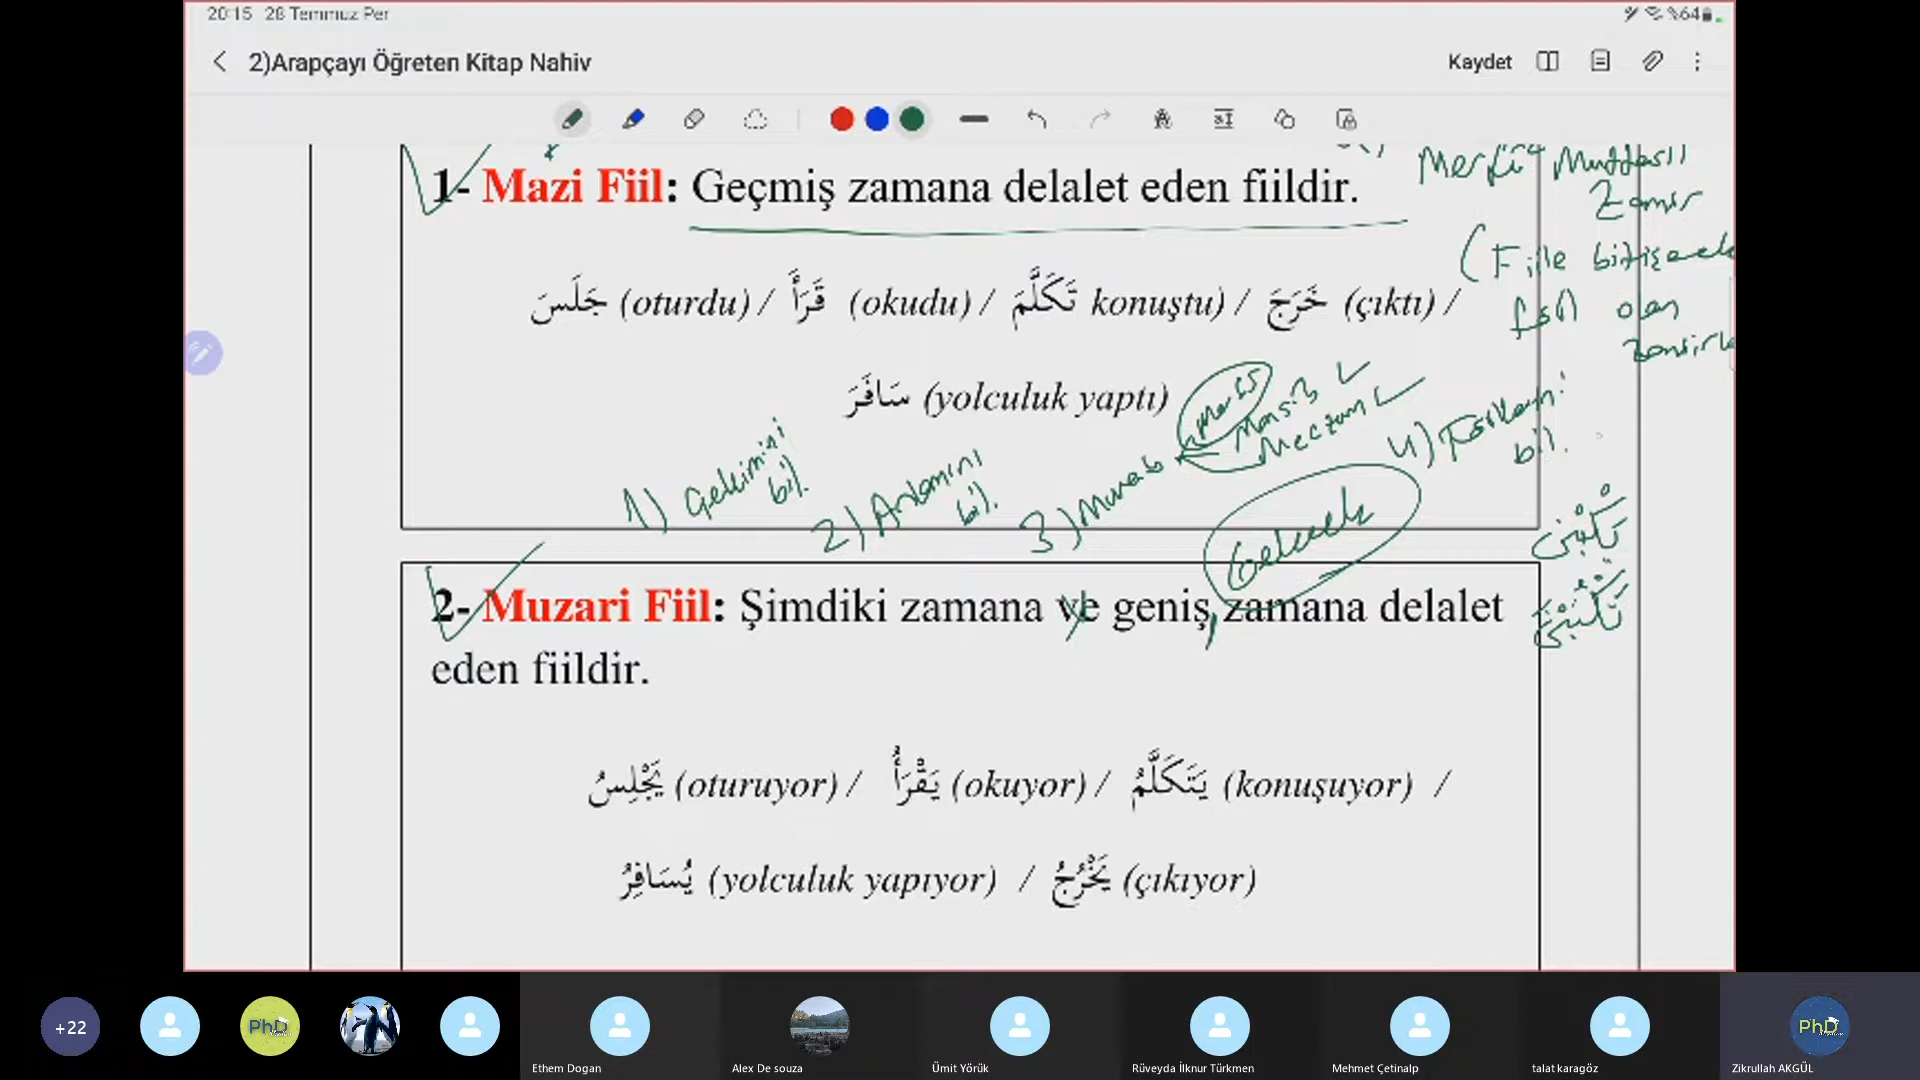 20:15 28 Temmuz Per
%64
2)Arapçayı Öğreten Kitap Nahiv
Kaydet
1- Mazi Fiil: Geçmiş zamana delalet eden fiildir.
Merfu Muttasıl
Zamir
(Fiile bitişecek
olan
جَلَسَ (oturdu) / قَرَأَ (okudu) / تَكَلَّمَ konuştu) / خَرَجَ (çıktı) /
سَافَرَ (yolculuk yaptı)
Mansub
Meczum
1) Çekimini bil.
2) Anlamını bil.
3) Murab
4)
bil.
Gelecek
2- Muzari Fiil: Şimdiki zamana ve geniş, zamana delalet
eden fiildir.
يَجْلِسُ (oturuyor) / يَقْرَأُ (okuyor) / يَتَكَلَّمُ (konuşuyor) /
يُسَافِرُ (yolculuk yapıyor) / يَخْرُجُ (çıkıyor)
+22
PhD
Ethem Dogan
Alex De souza
Ümit Yörük
Rüveyda İlknur Türkmen
Mehmet Çetinalp
talat karagöz
PhD
Zikrullah AKGÜL